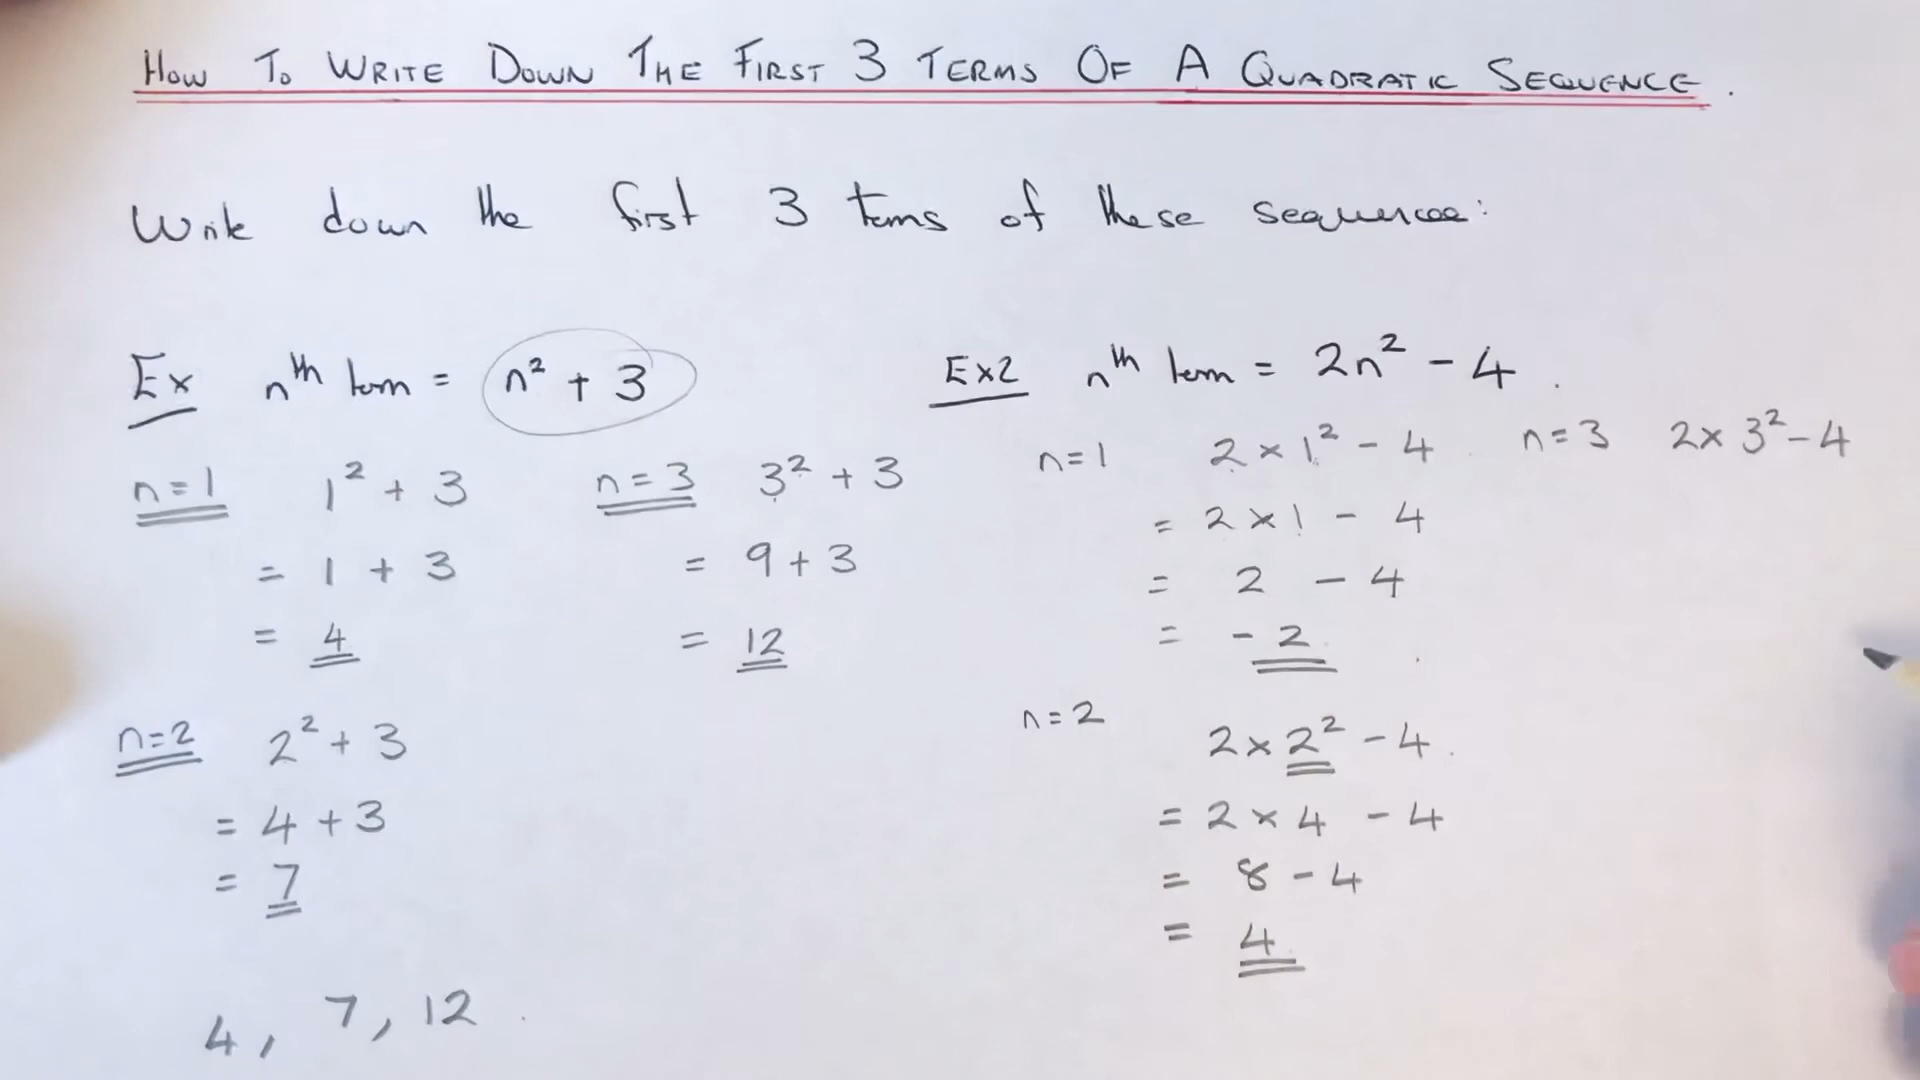 How To Write Down The First 3 Terms Of A Quadratic Sequence.
Write down the first 3 terms of these sequences:
Ex nth term = n² + 3
n=1 1² + 3
= 1 + 3
= 4
n=2 2² + 3
= 4 + 3
= 7
n=3 3² + 3
= 9 + 3
= 12
4, 7, 12
Ex2 nth term = 2n² - 4.
n=1 2 × 1² - 4
= 2 × 1 - 4
= 2 - 4
= -2
n=2 2 × 2² - 4
= 2 × 4 - 4
= 8 - 4
= 4
n=3 2 × 3² - 4